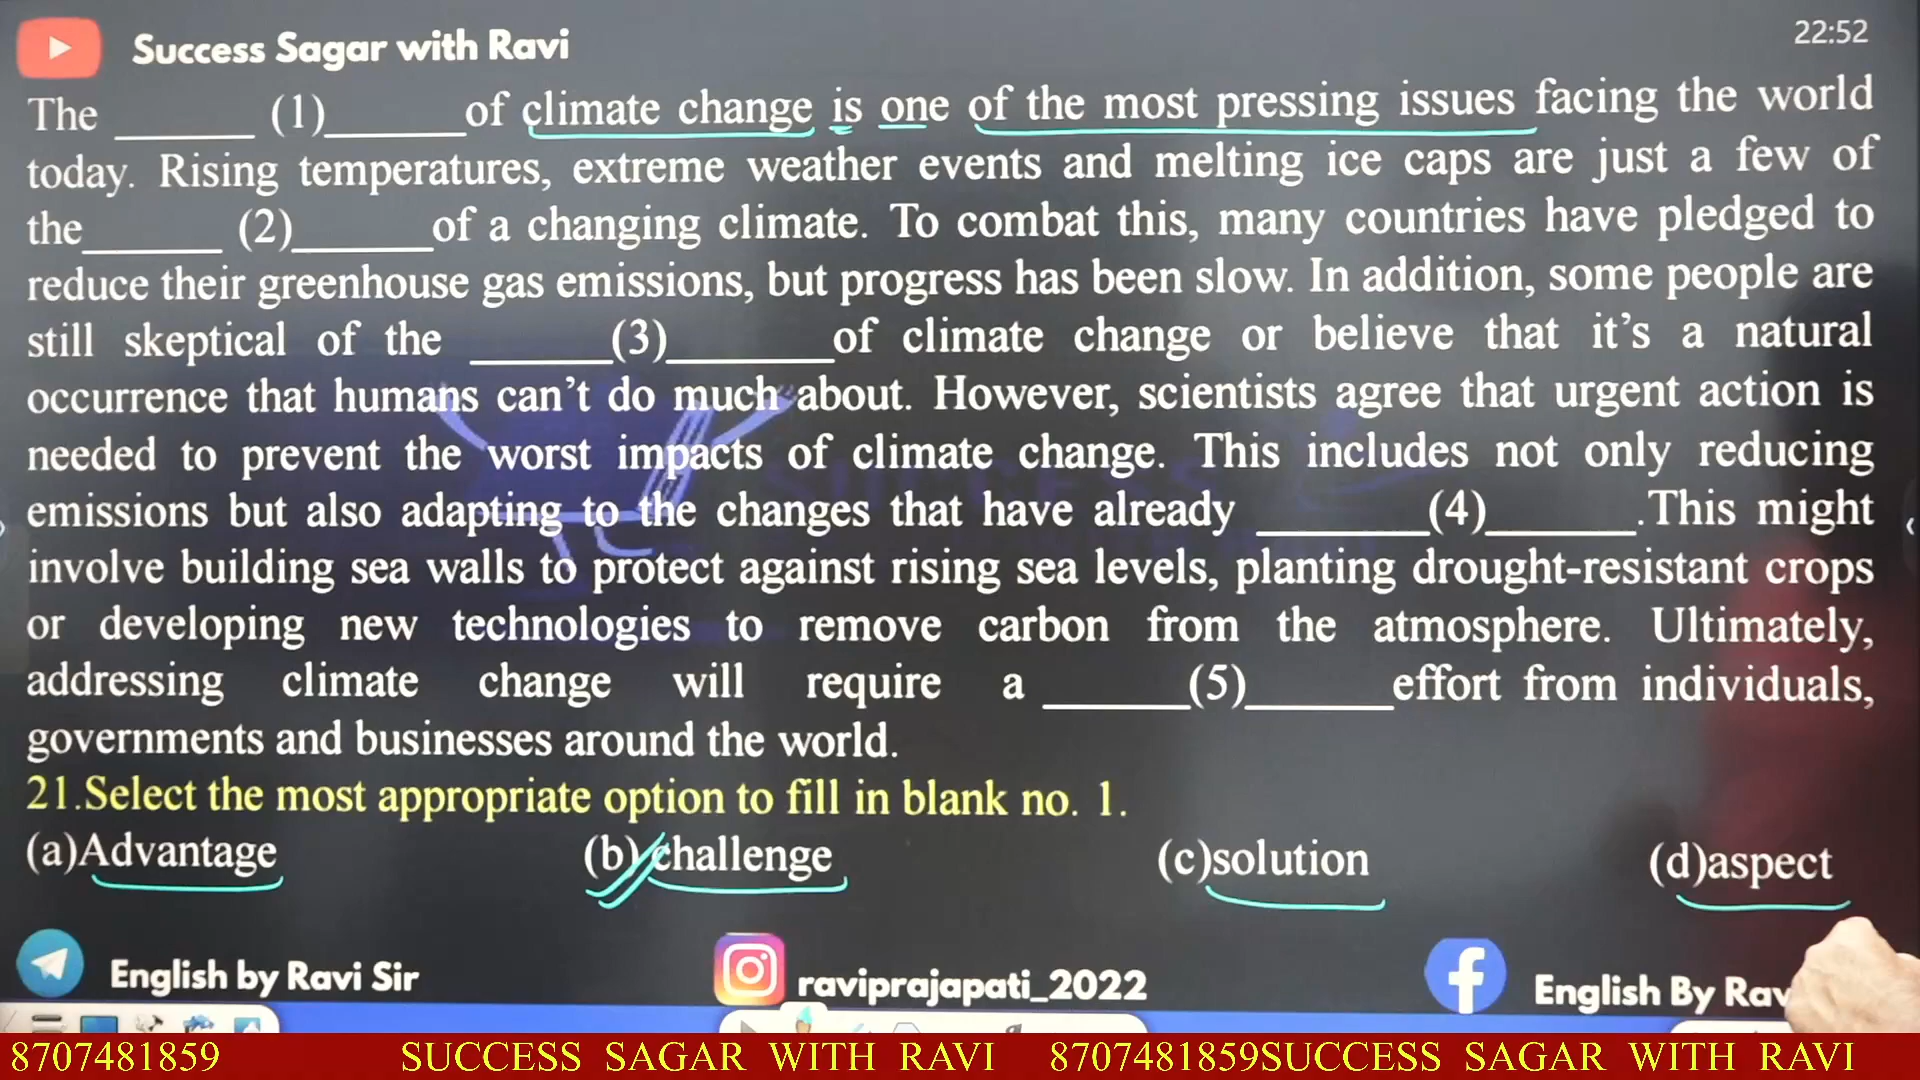 Success Sagar with Ravi
22:52
The ______ (1)______of climate change is one of the most pressing issues facing the world
today. Rising temperatures, extreme weather events and melting ice caps are just a few of
the______ (2)______of a changing climate. To combat this, many countries have pledged to
reduce their greenhouse gas emissions, but progress has been slow. In addition, some people are
still skeptical of the ______(3)_______of climate change or believe that it’s a natural
occurrence that humans can’t do much about. However, scientists agree that urgent action is
needed to prevent the worst impacts of climate change. This includes not only reducing
emissions but also adapting to the changes that have already _______(4)______.This might
involve building sea walls to protect against rising sea levels, planting drought-resistant crops
or developing new technologies to remove carbon from the atmosphere. Ultimately,
addressing climate change will require a ______(5)______effort from individuals,
governments and businesses around the world.
21.Select the most appropriate option to fill in blank no. 1.
(a)Advantage (b)challenge (c)solution (d)aspect
English by Ravi Sir
raviprajapati_2022
English By Rav
8707481859 SUCCESS SAGAR WITH RAVI 8707481859SUCCESS SAGAR WITH RAVI